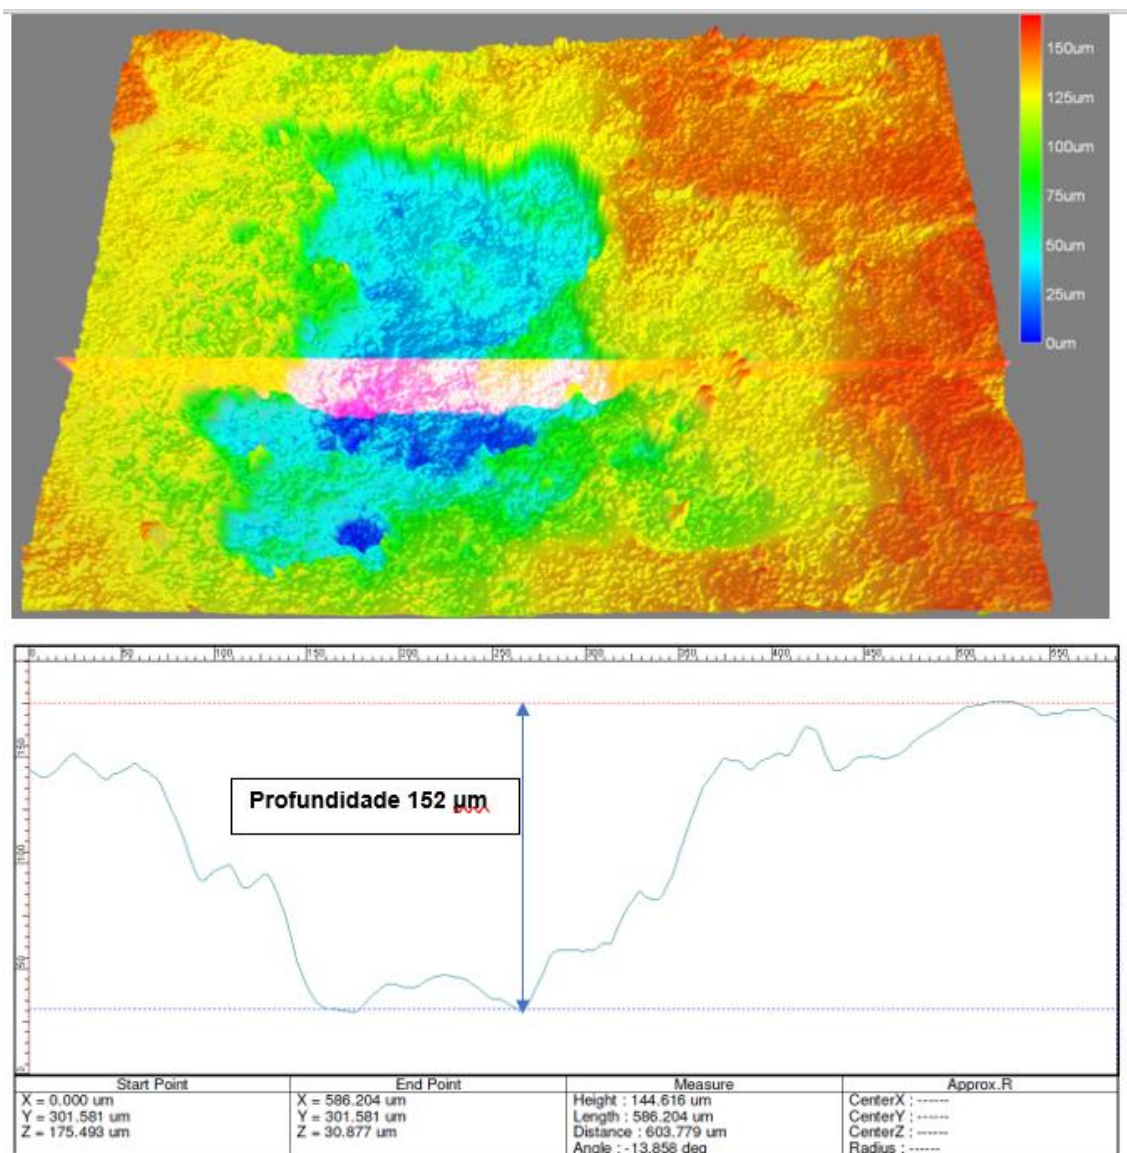 150um
125um
100um
75um
50um
25um
0um
0 50 100 150 200 250 300 350 400 450 500 550
150
100
50
0
Profundidade 152 µm
Start Point End Point Measure Approx.R
X = 0.000 um X = 586.204 um Height : 144.616 um CenterX : ------
Y = 301.581 um Y = 301.581 um Length : 586.204 um CenterY : ------
Z = 175.493 um Z = 30.877 um Distance : 603.779 um CenterZ : ------
Angle : -13.858 deg Radius : ------